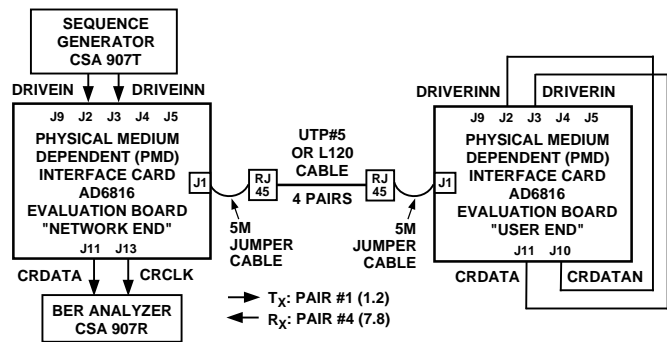 SEQUENCE
GENERATOR
CSA 907T
DRIVEIN
DRIVEINN
J9 J2 J3 J4 J5
PHYSICAL MEDIUM
DEPENDENT (PMD)
INTERFACE CARD
AD6816
EVALUATION BOARD
"NETWORK END"
J1
J11 J13
CRDATA
CRCLK
BER ANALYZER
CSA 907R
RJ
45
5M
JUMPER
CABLE
UTP#5
OR L120
CABLE
4 PAIRS
RJ
45
5M
JUMPER
CABLE
TX: PAIR #1 (1.2)
RX: PAIR #4 (7.8)
DRIVERINN
DRIVERIN
J9 J2 J3 J4 J5
PHYSICAL MEDIUM
DEPENDENT (PMD)
INTERFACE CARD
AD6816
EVALUATION BOARD
"USER END"
J1
J11 J10
CRDATA
CRDATAN